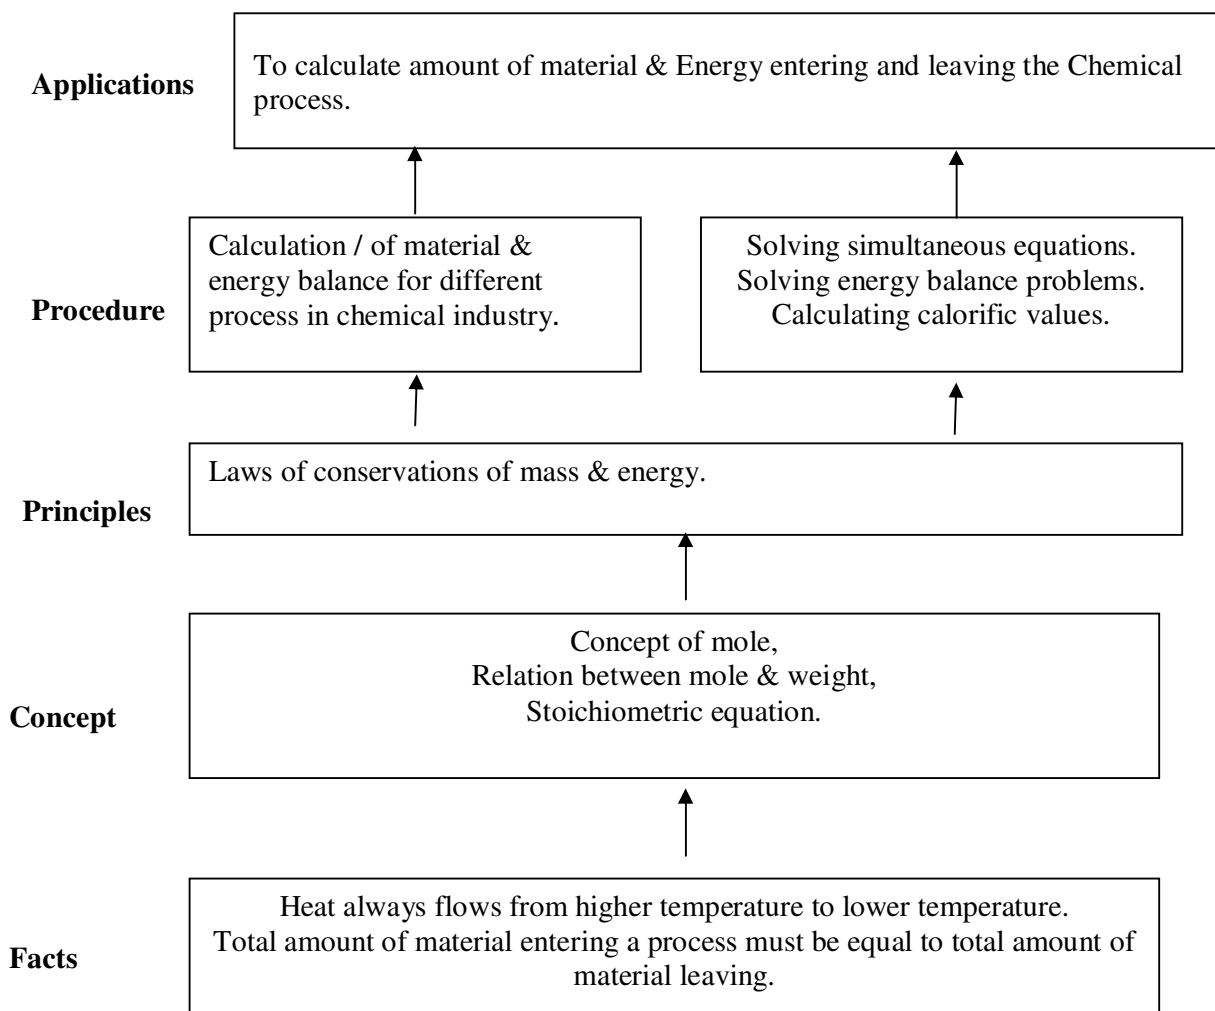 Applications
To calculate amount of material & Energy entering and leaving the Chemical
process.
Procedure
Calculation / of material &
energy balance for different
process in chemical industry.
Solving simultaneous equations.
Solving energy balance problems.
Calculating calorific values.
Principles
Laws of conservations of mass & energy.
Concept
Concept of mole,
Relation between mole & weight,
Stoichiometric equation.
Facts
Heat always flows from higher temperature to lower temperature.
Total amount of material entering a process must be equal to total amount of
material leaving.